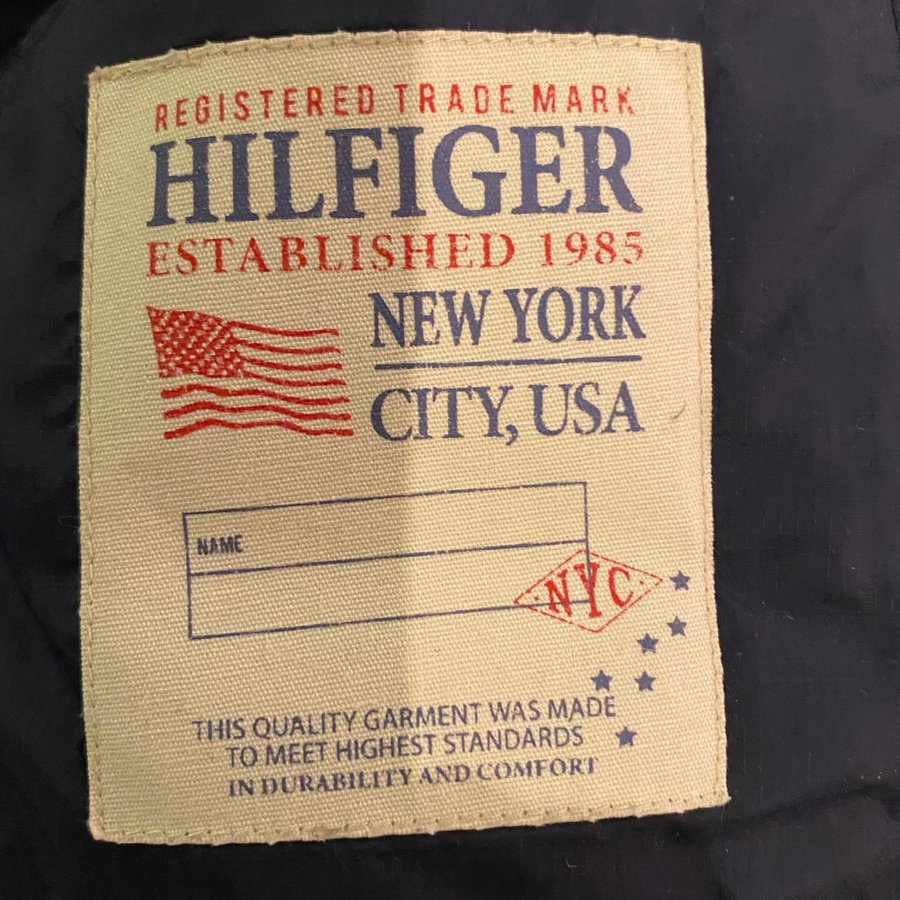 REGISTERED TRADE MARK
HILFIGER
ESTABLISHED 1985
NEW YORK
CITY, USA
NAME
NYC
THIS QUALITY GARMENT WAS MADE
TO MEET HIGHEST STANDARDS
IN DURABILITY AND COMFORT